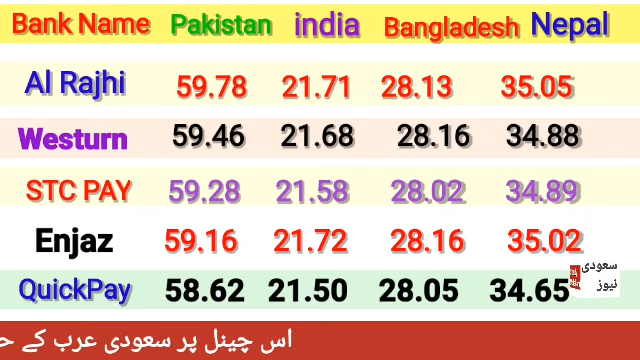 Bank Name Pakistan india Bangladesh Nepal
Al Rajhi 59.78 21.71 28.13 35.05
Westurn 59.46 21.68 28.16 34.88
STC PAY 59.28 21.58 28.02 34.89
Enjaz 59.16 21.72 28.16 35.02
QuickPay 58.62 21.50 28.05 34.65
سعودی
نیوز
اس چینل پر سعودی عرب کے